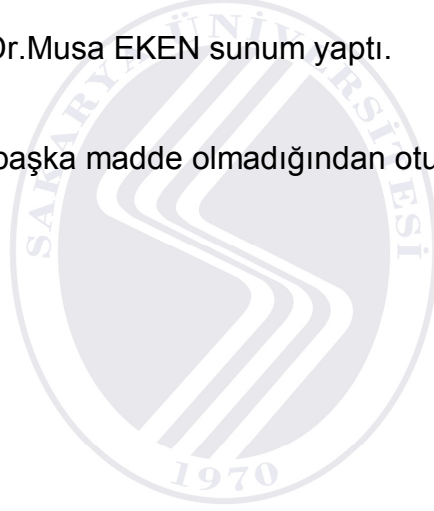 Dr.Musa EKEN sunum yaptı.
başka madde olmadığından otu
SAKARYA ÜNİVERSİTESİ
1970